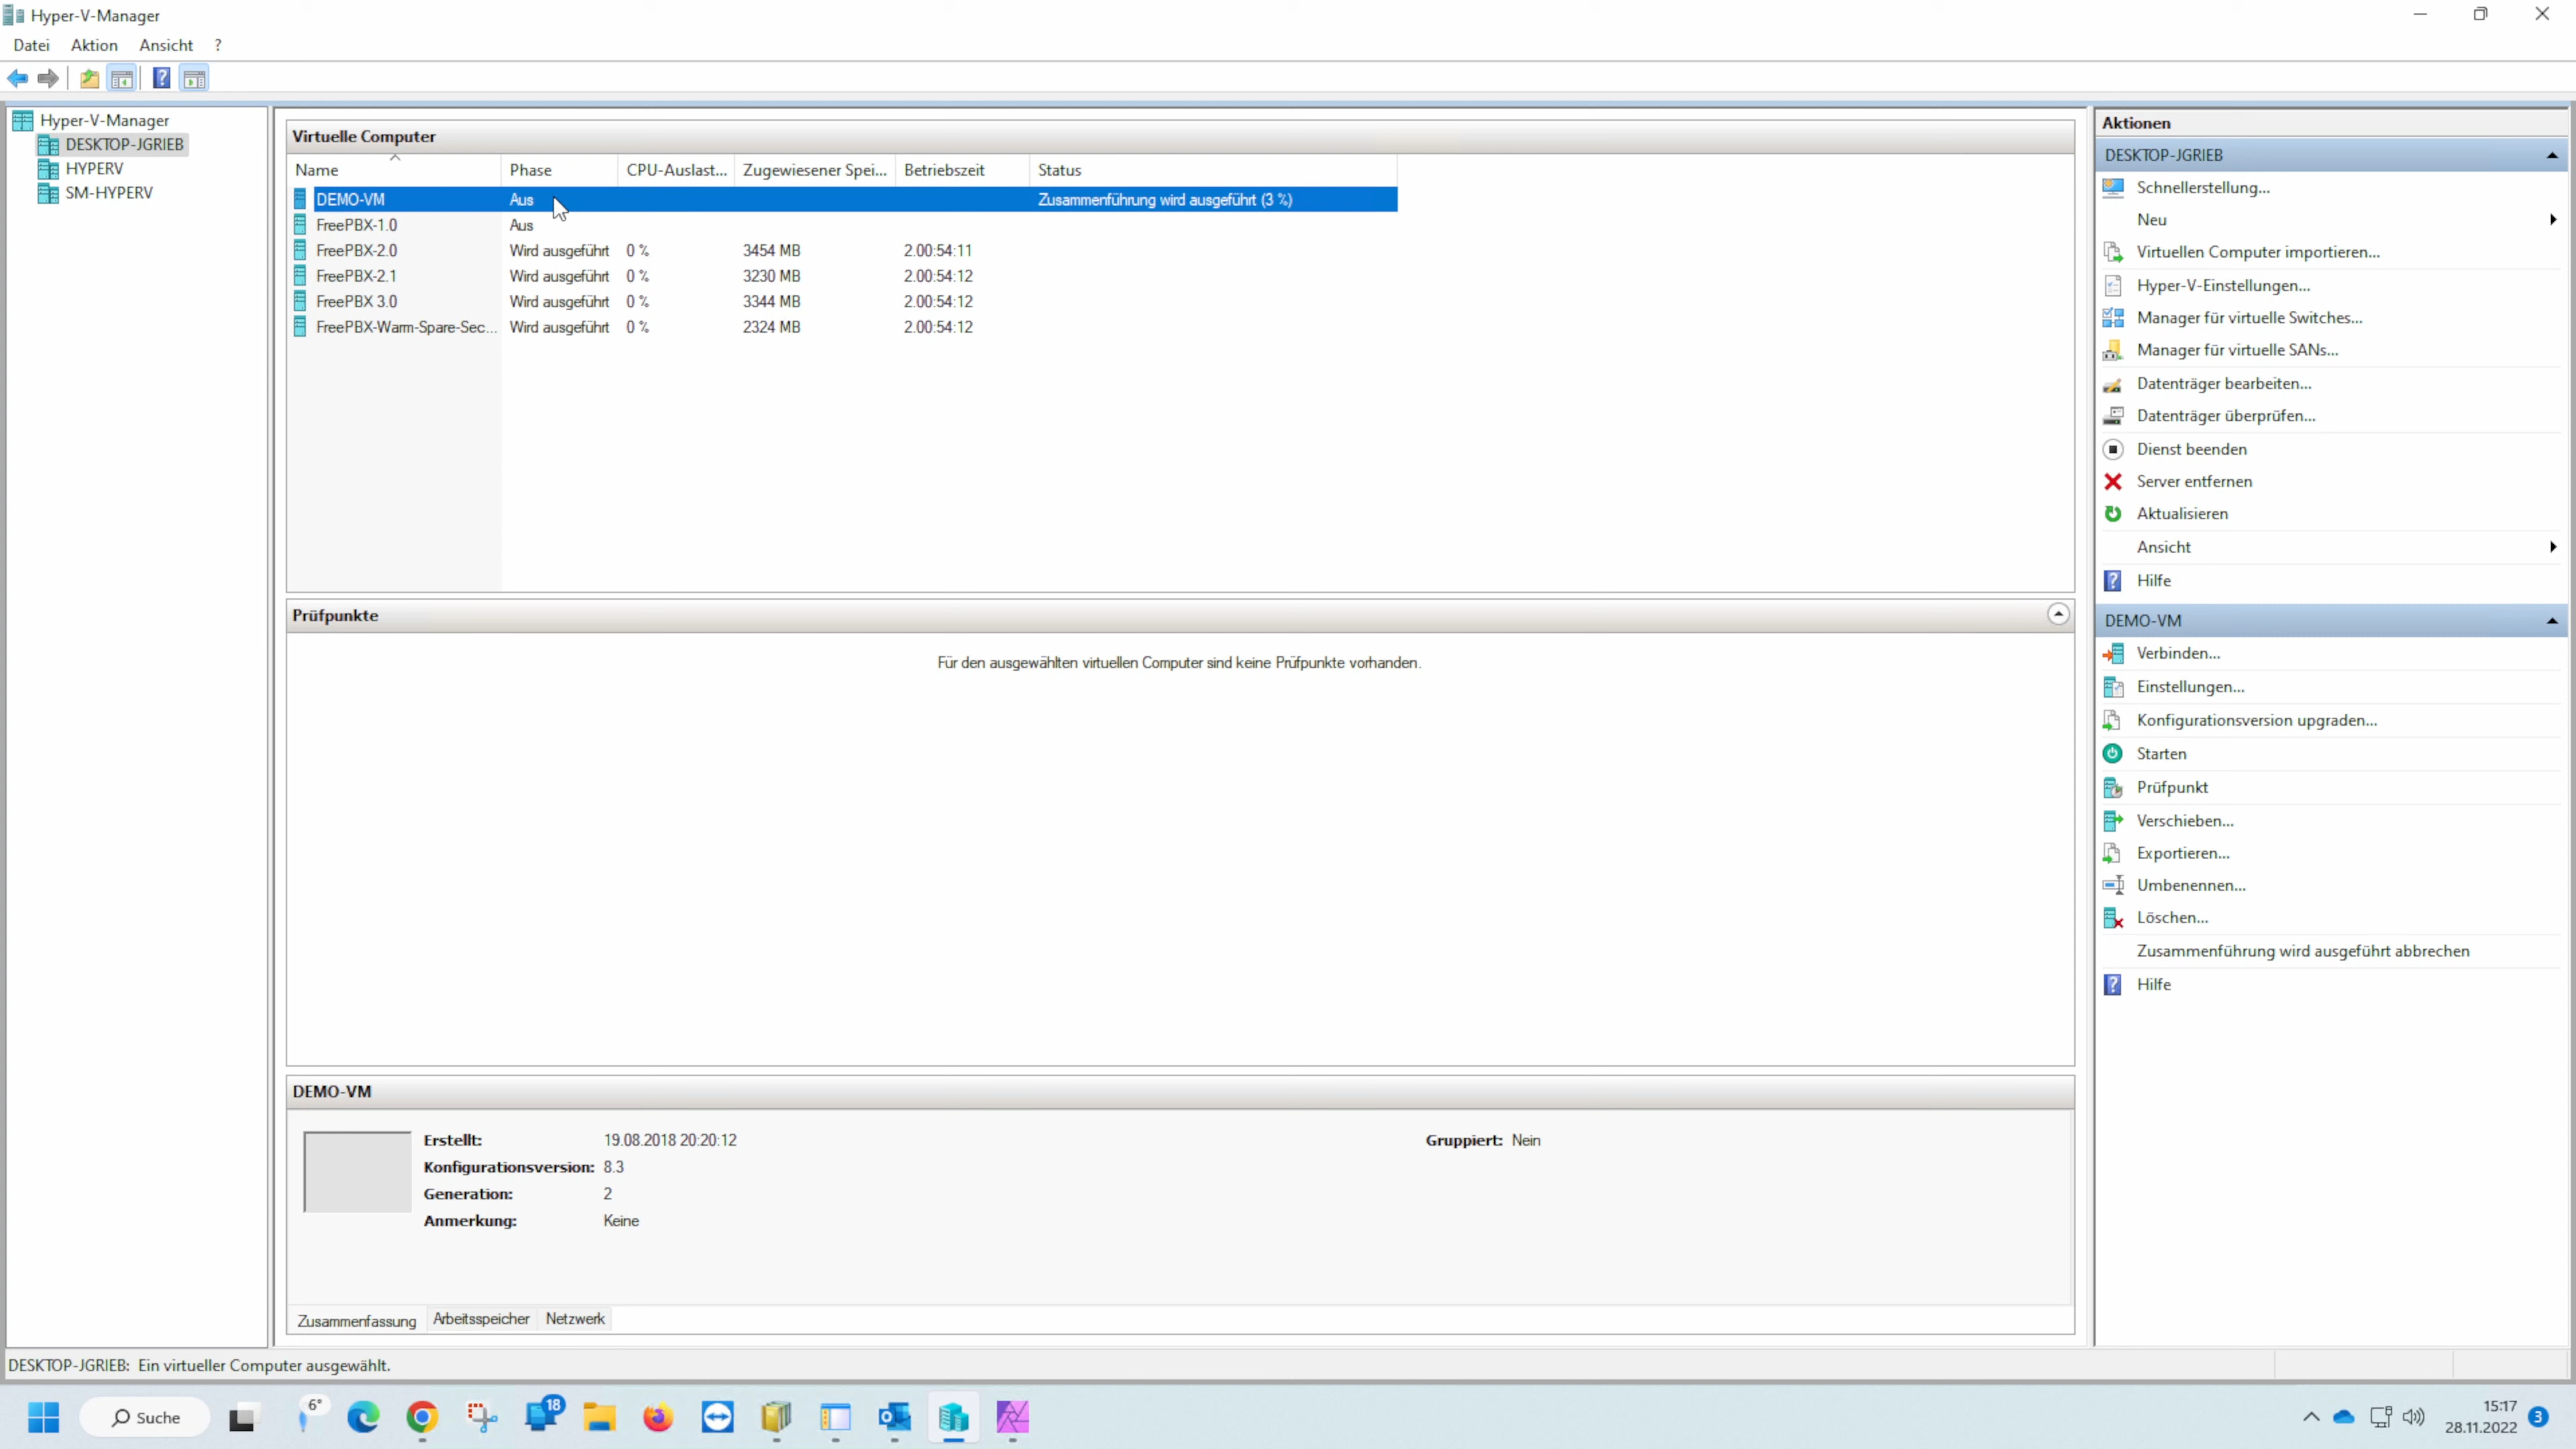 Hyper-V-Manager
Datei Aktion Ansicht ?
Hyper-V-Manager
DESKTOP-JGRIEB
HYPERV
SM-HYPERV
Virtuelle Computer
Name Phase CPU-Auslast... Zugewiesener Spei... Betriebszeit Status
DEMO-VM Aus Zusammenführung wird ausgeführt (3 %)
FreePBX-1.0 Aus
FreePBX-2.0 Wird ausgeführt 0 % 3454 MB 2.00:54:11
FreePBX-2.1 Wird ausgeführt 0 % 3230 MB 2.00:54:12
FreePBX 3.0 Wird ausgeführt 0 % 3344 MB 2.00:54:12
FreePBX-Warm-Spare-Sec... Wird ausgeführt 0 % 2324 MB 2.00:54:12
Prüfpunkte
Für den ausgewählten virtuellen Computer sind keine Prüfpunkte vorhanden.
DEMO-VM
Erstellt: 19.08.2018 20:20:12 Gruppiert: Nein
Konfigurationsversion: 8.3
Generation: 2
Anmerkung: Keine
Zusammenfassung Arbeitsspeicher Netzwerk
Aktionen
DESKTOP-JGRIEB
Schnellerstellung...
Neu
Virtuellen Computer importieren...
Hyper-V-Einstellungen...
Manager für virtuelle Switches...
Manager für virtuelle SANs...
Datenträger bearbeiten...
Datenträger überprüfen...
Dienst beenden
Server entfernen
Aktualisieren
Ansicht
Hilfe
DEMO-VM
Verbinden...
Einstellungen...
Konfigurationsversion upgraden...
Starten
Prüfpunkt
Verschieben...
Exportieren...
Umbenennen...
Löschen...
Zusammenführung wird ausgeführt abbrechen
Hilfe
DESKTOP-JGRIEB: Ein virtueller Computer ausgewählt.
Suche 6° 18 15:17
28.11.2022 3